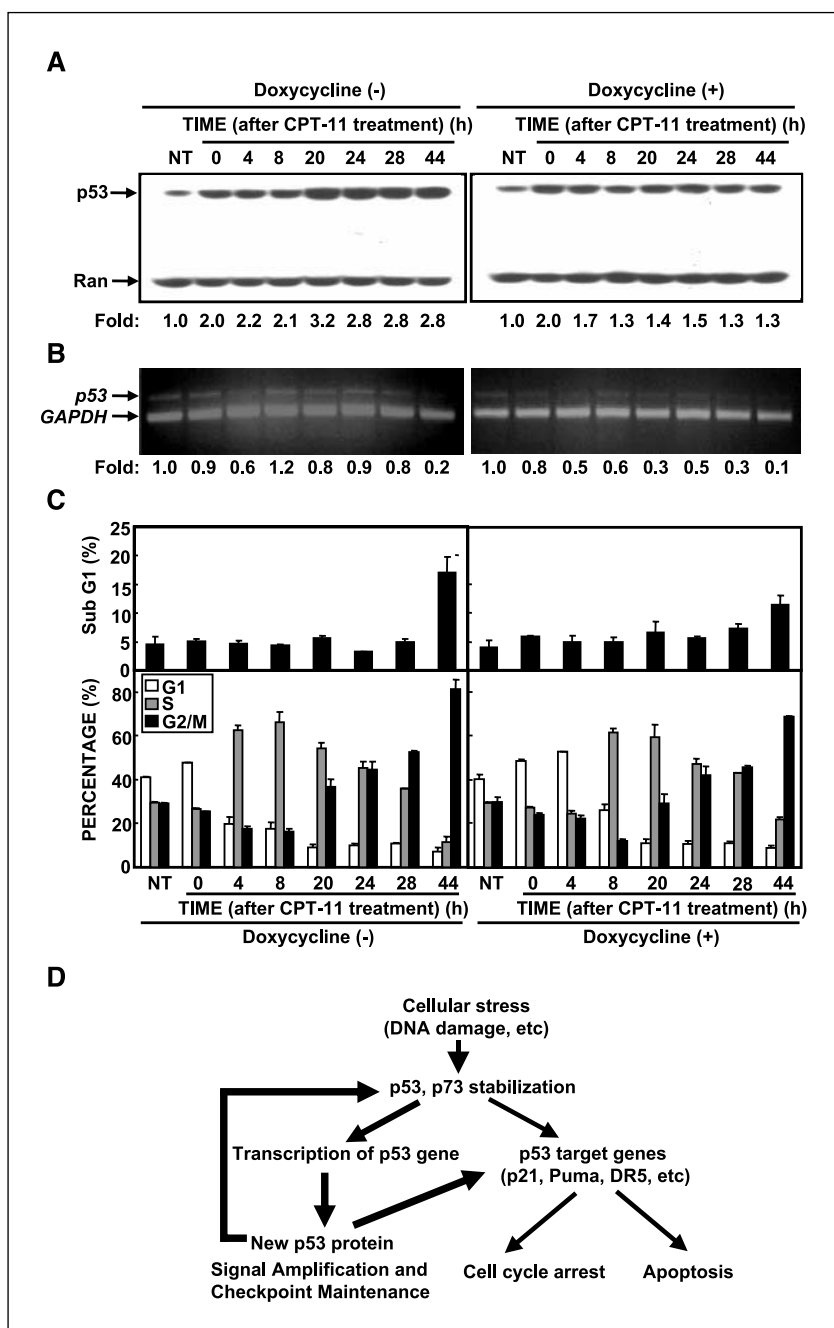 A
Doxycycline (-)
Doxycycline (+)
TIME (after CPT-11 treatment) (h)
TIME (after CPT-11 treatment) (h)
NT 0 4 8 20 24 28 44
NT 0 4 8 20 24 28 44
p53
Ran
Fold: 1.0 2.0 2.2 2.1 3.2 2.8 2.8 2.8
1.0 2.0 1.7 1.3 1.4 1.5 1.3 1.3
B
p53
GAPDH
Fold: 1.0 0.9 0.6 1.2 0.8 0.9 0.8 0.2
1.0 0.8 0.5 0.6 0.3 0.5 0.3 0.1
C
Sub G1 (%)
25
20
15
10
5
0
PERCENTAGE (%)
80
60
40
20
0
G1
S
G2/M
NT 0 4 8 20 24 28 44
NT 0 4 8 20 24 28 44
TIME (after CPT-11 treatment) (h)
TIME (after CPT-11 treatment) (h)
Doxycycline (-)
Doxycycline (+)
D
Cellular stress
(DNA damage, etc)
p53, p73 stabilization
Transcription of p53 gene
p53 target genes
(p21, Puma, DR5, etc)
New p53 protein
Signal Amplification and
Checkpoint Maintenance
Cell cycle arrest
Apoptosis